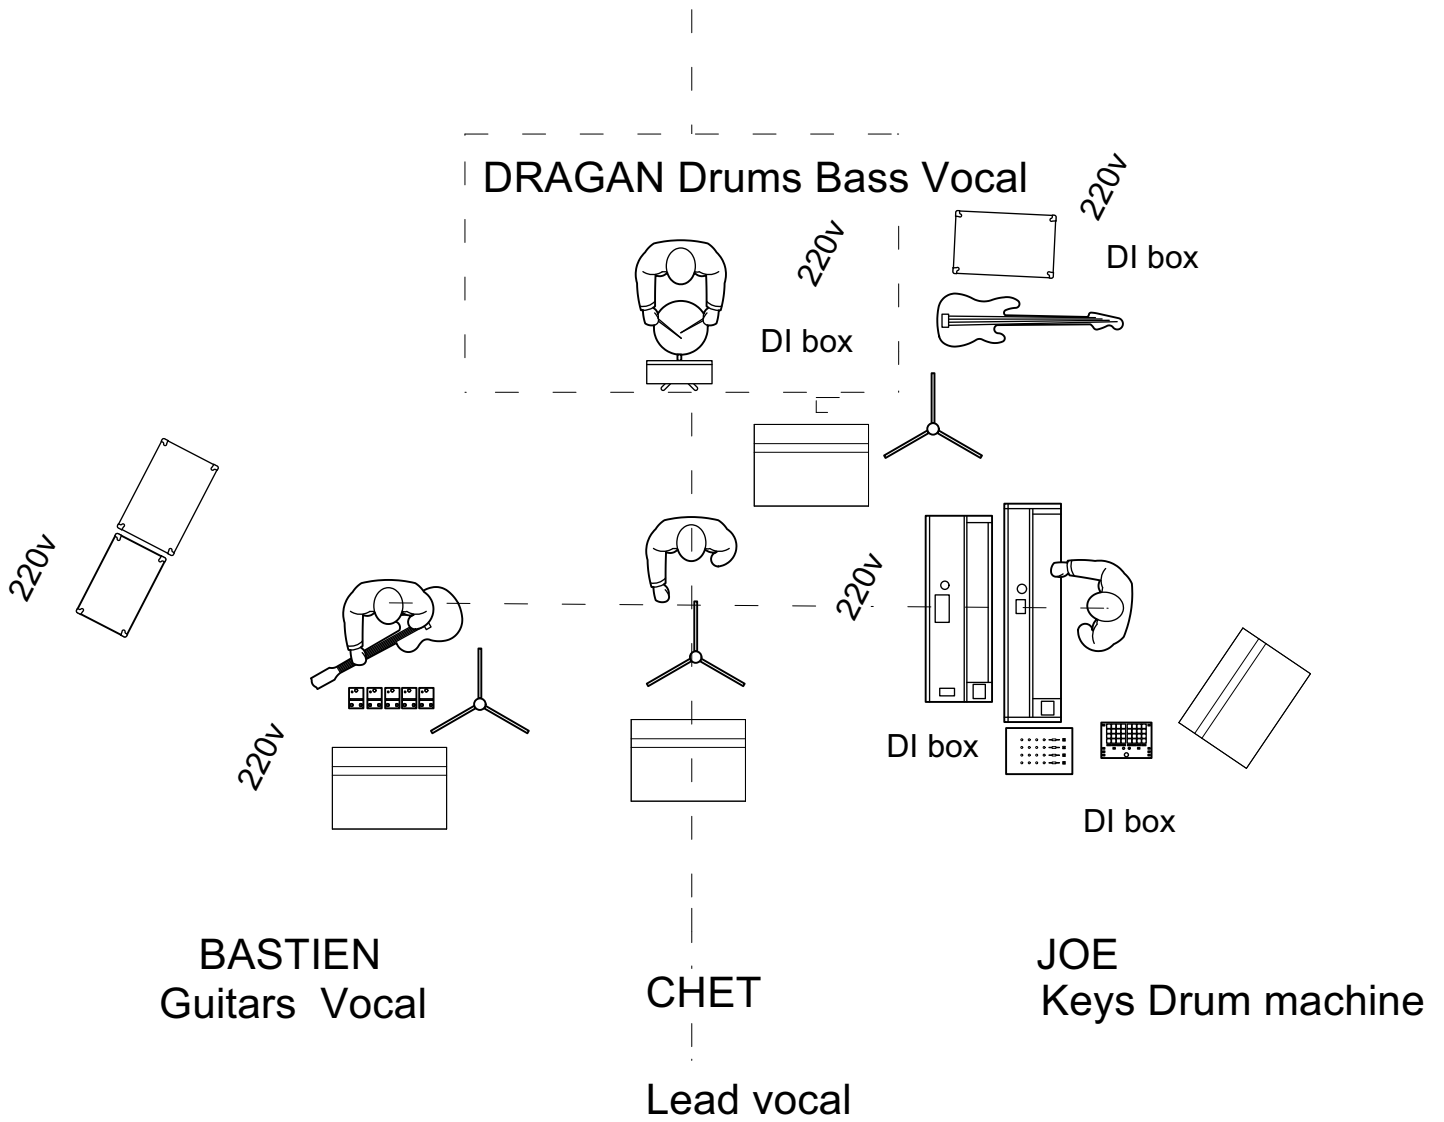 DRAGAN Drums Bass Vocal
220v
220v
DI box
DI box
220v
220v
220v
DI box
DI box
BASTIEN
Guitars  Vocal
CHET
Lead vocal
JOE
Keys Drum machine